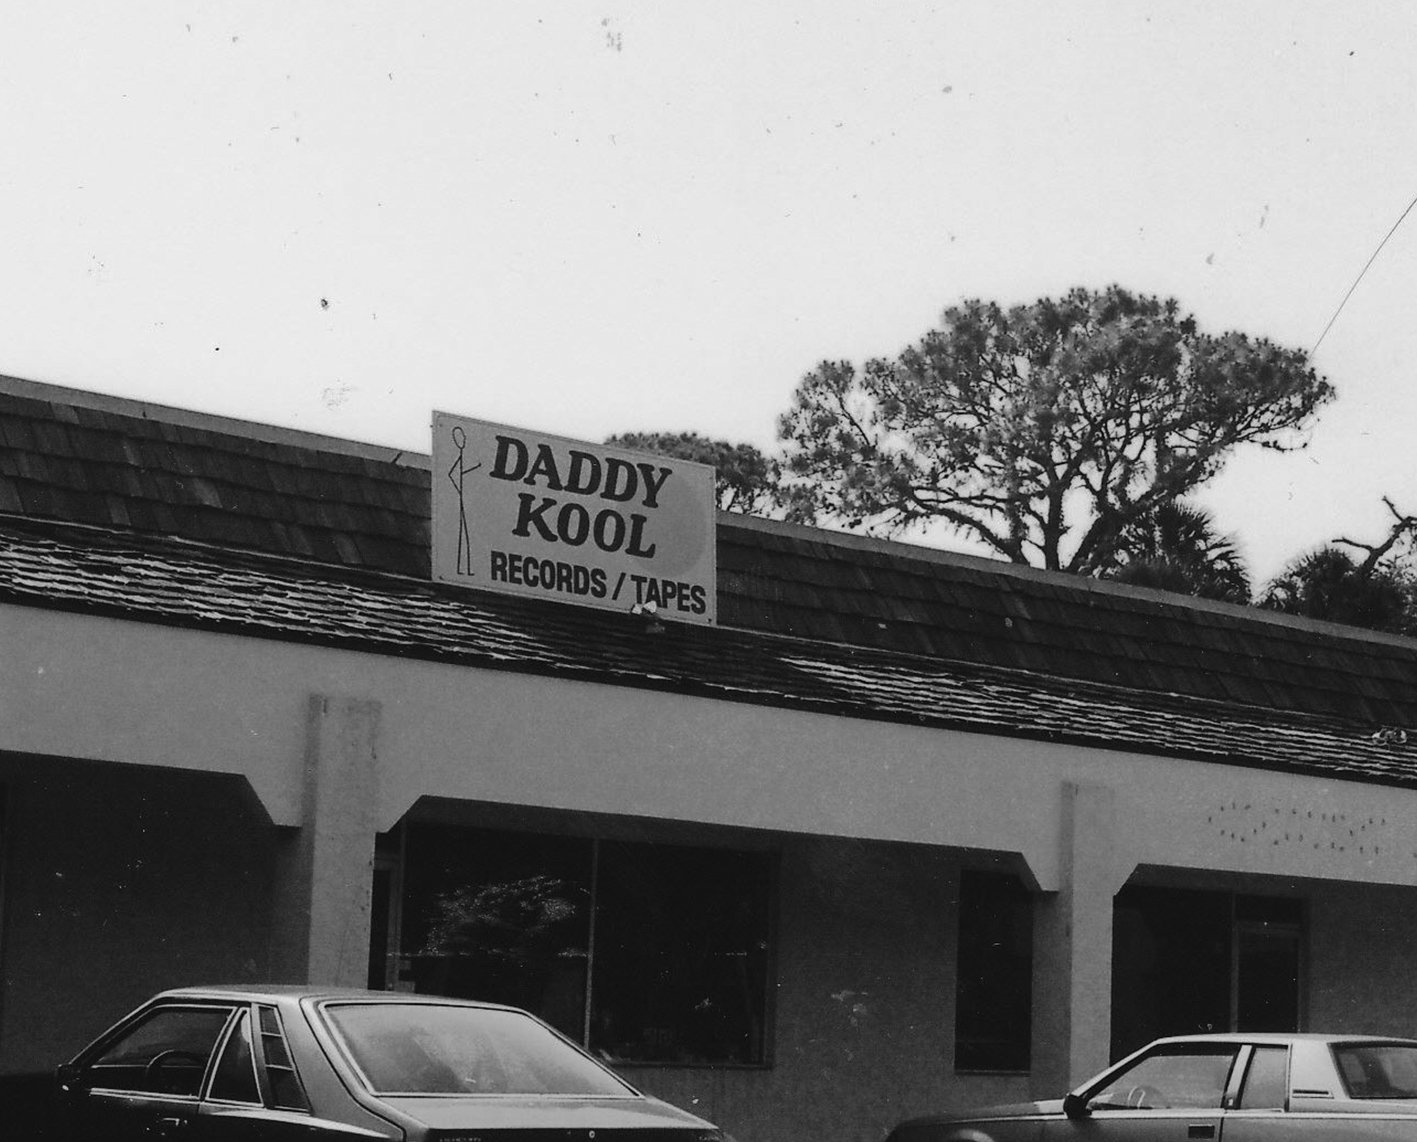 DADDY
KOOL
RECORDS / TAPES